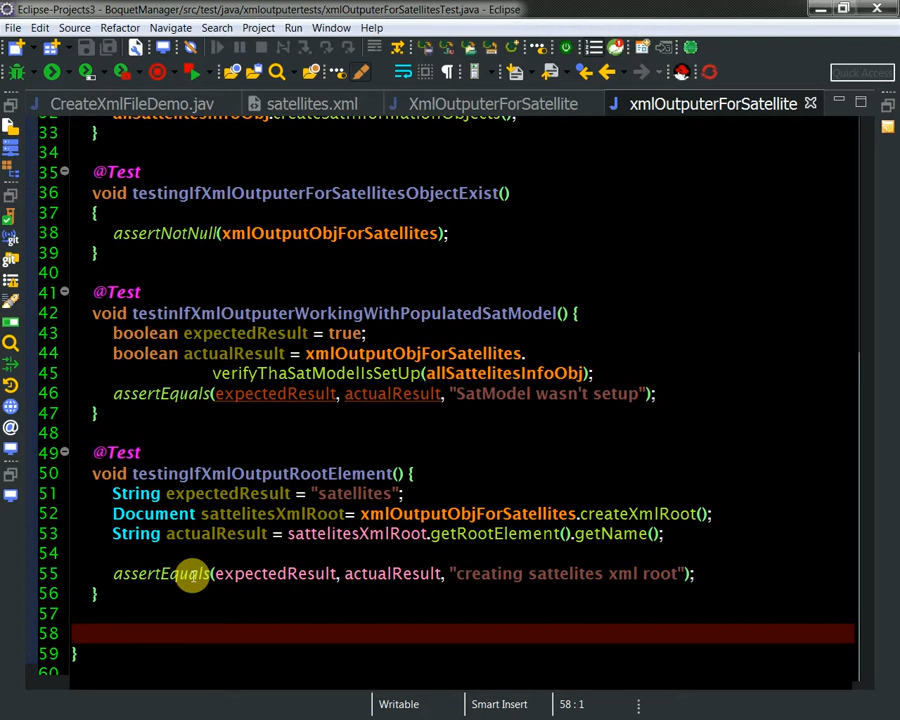 Eclipse-Projects3 - BoquetManager/src/test/java/xmloutputertests/xmlOutputerForSatellitesTest.java - Eclipse
File Edit Source Refactor Navigate Search Project Run Window Help
Quick Access
CreateXmlFileDemo.jav satellites.xml XmlOutputerForSatellite xmlOutputerForSatellite
32 allSattelitesInfoObj.createSatInformationObjects();
33 }
34
35 @Test
36 void testingIfXmlOutputerForSatellitesObjectExist()
37 {
38 assertNotNull(xmlOutputObjForSatellites);
39 }
40
41 @Test
42 void testinIfXmlOutputerWorkingWithPopulatedSatModel() {
43 boolean expectedResult = true;
44 boolean actualResult = xmlOutputObjForSatellites.
45 verifyThaSatModelIsSetUp(allSattelitesInfoObj);
46 assertEquals(expectedResult, actualResult, "SatModel wasn't setup");
47 }
48
49 @Test
50 void testingIfXmlOutputRootElement() {
51 String expectedResult = "satellites";
52 Document sattelitesXmlRoot= xmlOutputObjForSatellites.createXmlRoot();
53 String actualResult = sattelitesXmlRoot.getRootElement().getName();
54
55 assertEquals(expectedResult, actualResult, "creating sattelites xml root");
56 }
57
58
59 }
60
Writable Smart Insert 58 : 1